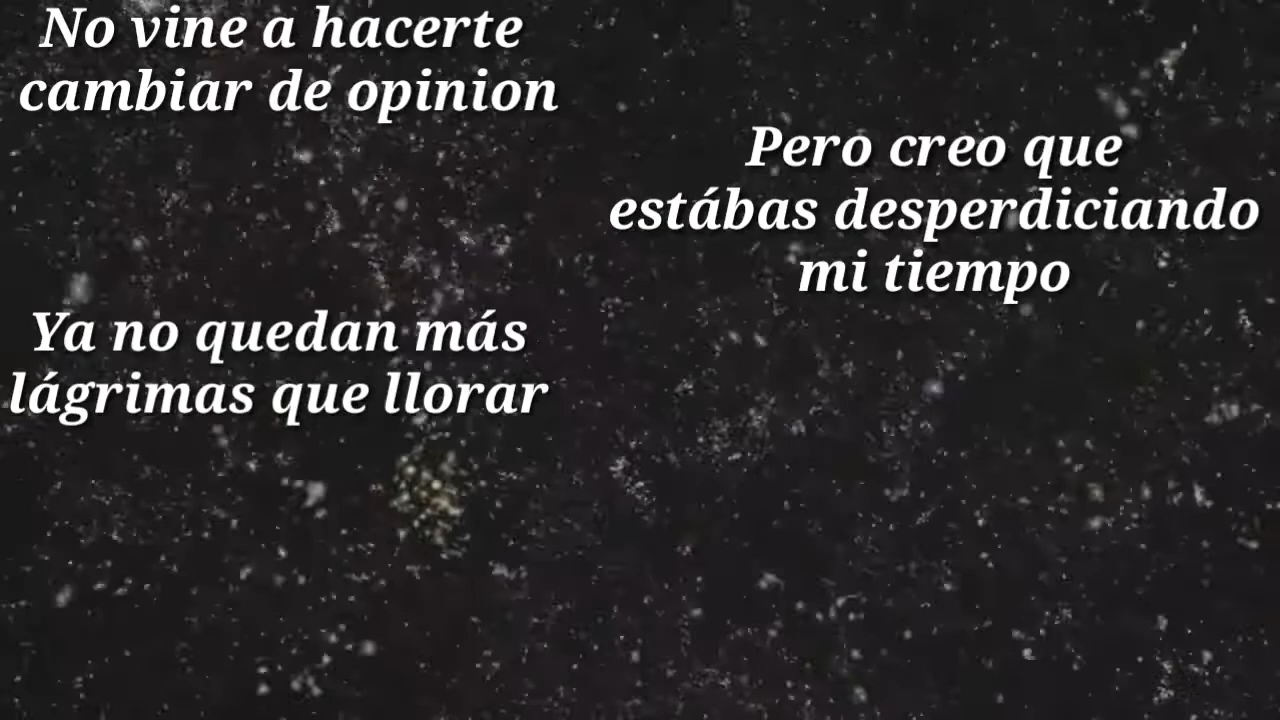 No vine a hacerte
cambiar de opinion
Pero creo que
estábas desperdiciando
mi tiempo
Ya no quedan más
lágrimas que llorar